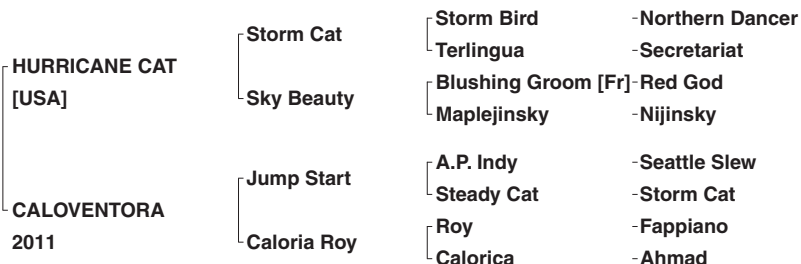 Storm Bird -Northern Dancer
Storm Cat
Terlingua -Secretariat
HURRICANE CAT
[USA]
Blushing Groom [Fr]-Red God
Sky Beauty
Maplejinsky -Nijinsky
A.P. Indy -Seattle Slew
Jump Start
Steady Cat -Storm Cat
CALOVENTORA
2011
Roy -Fappiano
Caloria Roy
Calorica -Ahmad